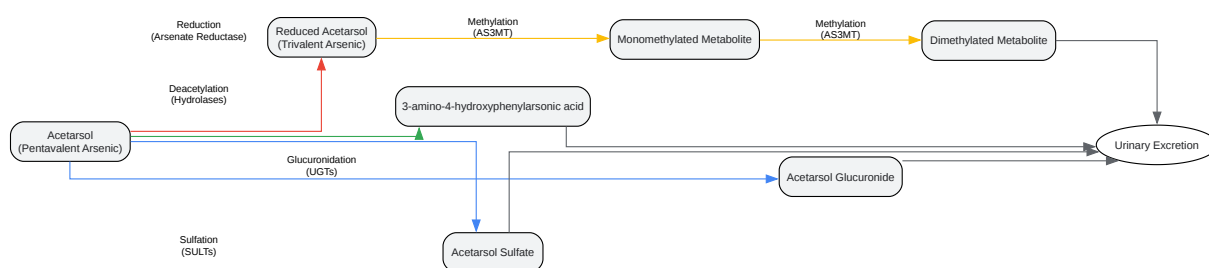 Reduction
(Arsenate Reductase)
Reduced Acetarsol
(Trivalent Arsenic)
Methylation
(AS3MT)
Monomethylated Metabolite
Methylation
(AS3MT)
Dimethylated Metabolite
Deacetylation
(Hydrolases)
3-amino-4-hydroxyphenylarsonic acid
Acetarsol
(Pentavalent Arsenic)
Urinary Excretion
Glucuronidation
(UGTs)
Acetarsol Glucuronide
Sulfation
(SULTs)
Acetarsol Sulfate